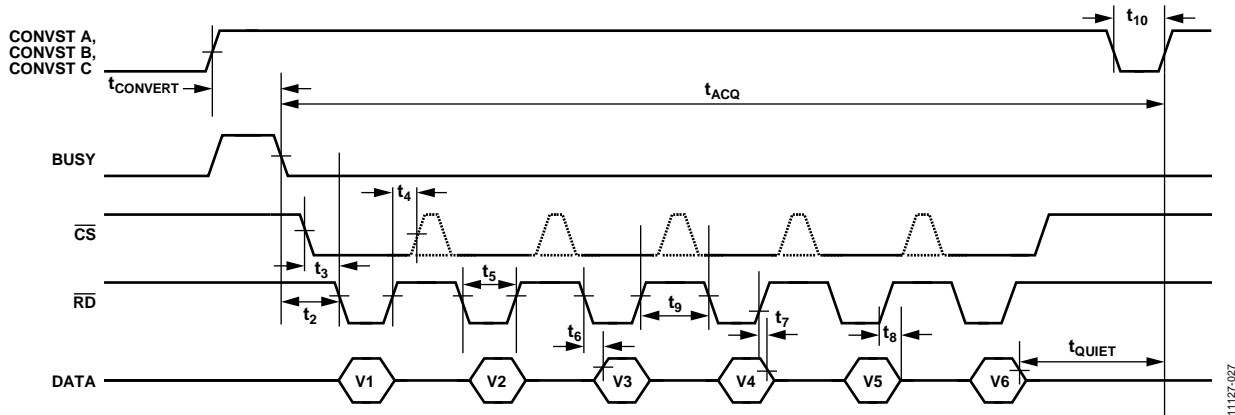 CONVST A,
CONVST B,
CONVST C
t10
tCONVERT
tACQ
BUSY
t4
CS
t3
t5
RD
t2
t9
t7
t6
t8
tQUIET
DATA
V1
V2
V3
V4
V5
V6
11127-027